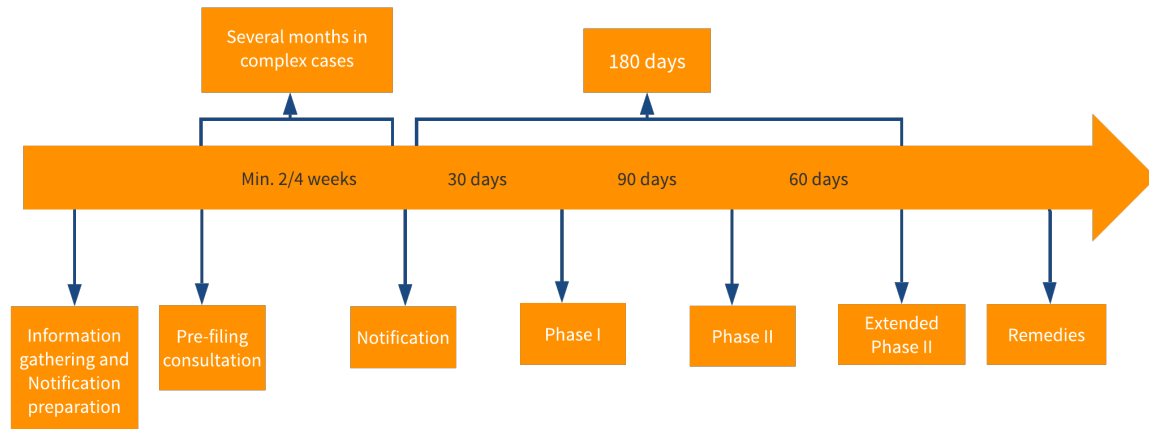 Several months in
complex cases
180 days
Min. 2/4 weeks
30 days
90 days
60 days
Information
gathering and
Notification
preparation
Pre-filing
consultation
Notification
Phase I
Phase II
Extended
Phase II
Remedies